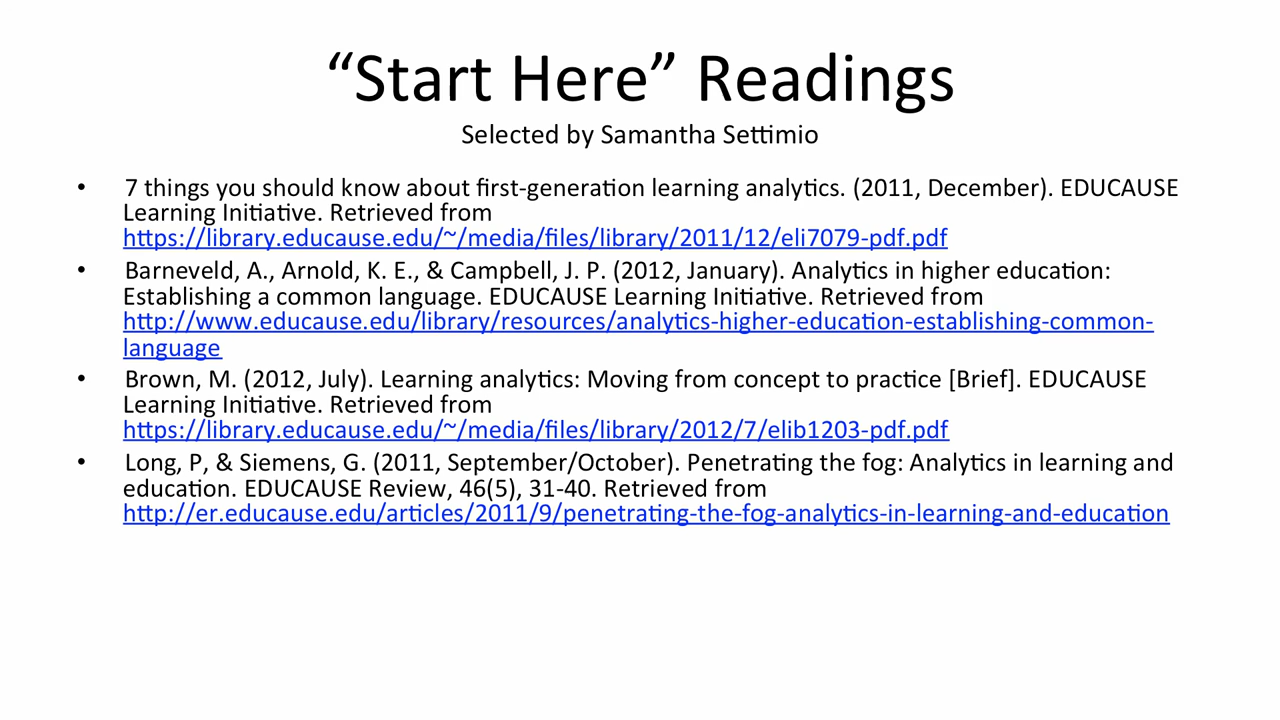 “Start Here” Readings
Selected by Samantha Settimio
• 7 things you should know about first-generation learning analytics. (2011, December). EDUCAUSE
Learning Initiative. Retrieved from
https://library.educause.edu/~/media/files/library/2011/12/eli7079-pdf.pdf
• Barneveld, A., Arnold, K. E., & Campbell, J. P. (2012, January). Analytics in higher education:
Establishing a common language. EDUCAUSE Learning Initiative. Retrieved from
http://www.educause.edu/library/resources/analytics-higher-education-establishing-common-
language
• Brown, M. (2012, July). Learning analytics: Moving from concept to practice [Brief]. EDUCAUSE
Learning Initiative. Retrieved from
https://library.educause.edu/~/media/files/library/2012/7/elib1203-pdf.pdf
• Long, P, & Siemens, G. (2011, September/October). Penetrating the fog: Analytics in learning and
education. EDUCAUSE Review, 46(5), 31-40. Retrieved from
http://er.educause.edu/articles/2011/9/penetrating-the-fog-analytics-in-learning-and-education